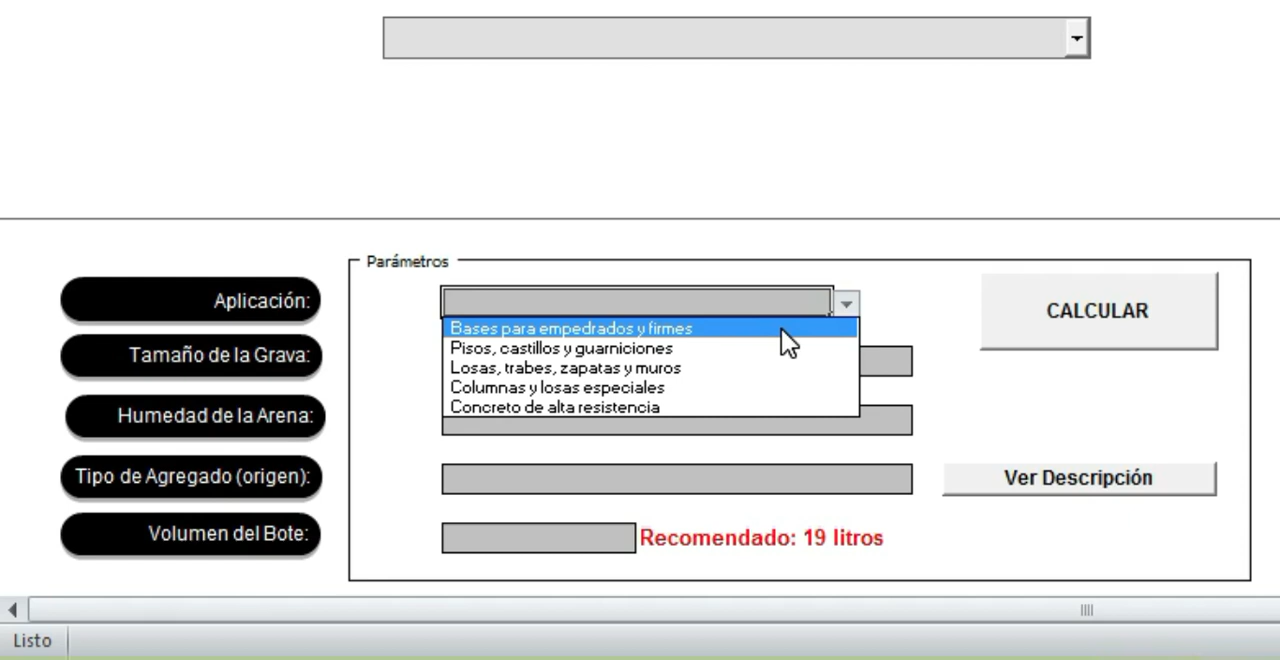 Parámetros
Aplicación:
CALCULAR
Bases para empedrados y firmes
Pisos, castillos y guarniciones
Tamaño de la Grava:
Losas, trabes, zapatas y muros
Columnas y losas especiales
Concreto de alta resistencia
Humedad de la Arena:
Tipo de Agregado (origen):
Ver Descripción
Volumen del Bote:
Recomendado: 19 litros
Listo